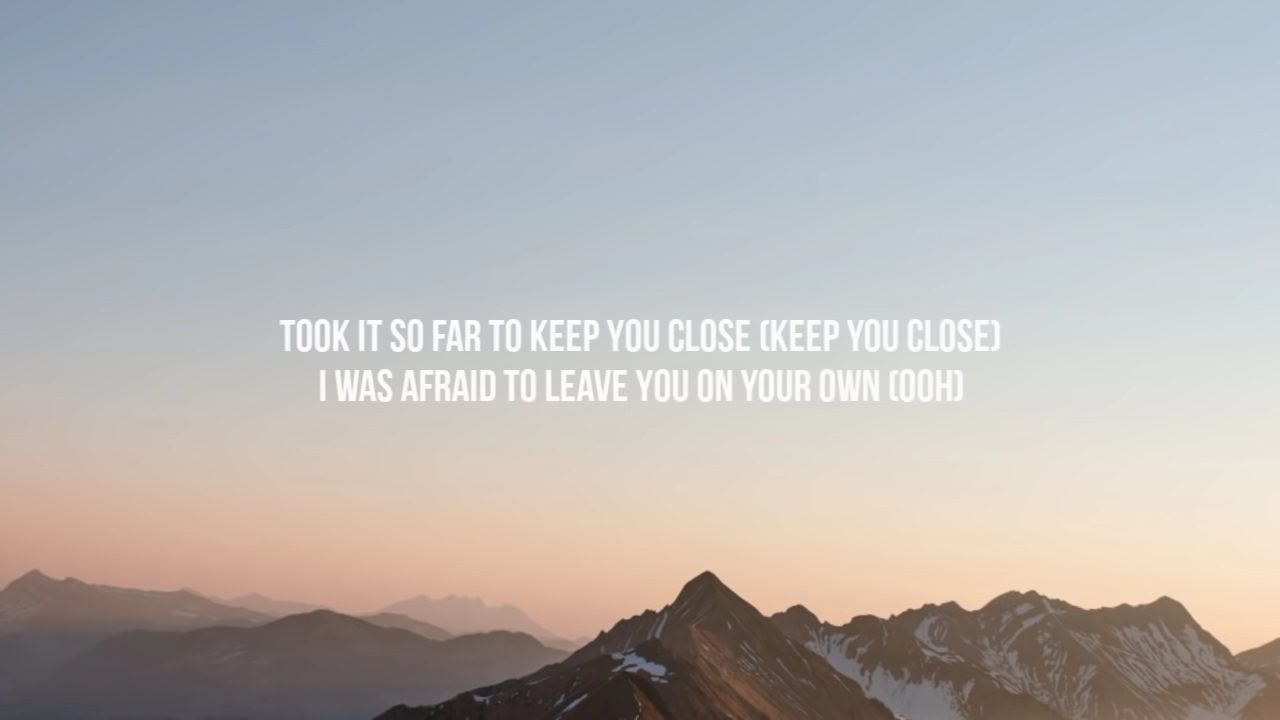 TOOK IT SO FAR TO KEEP YOU CLOSE (KEEP YOU CLOSE)
I WAS AFRAID TO LEAVE YOU ON YOUR OWN (OOH)